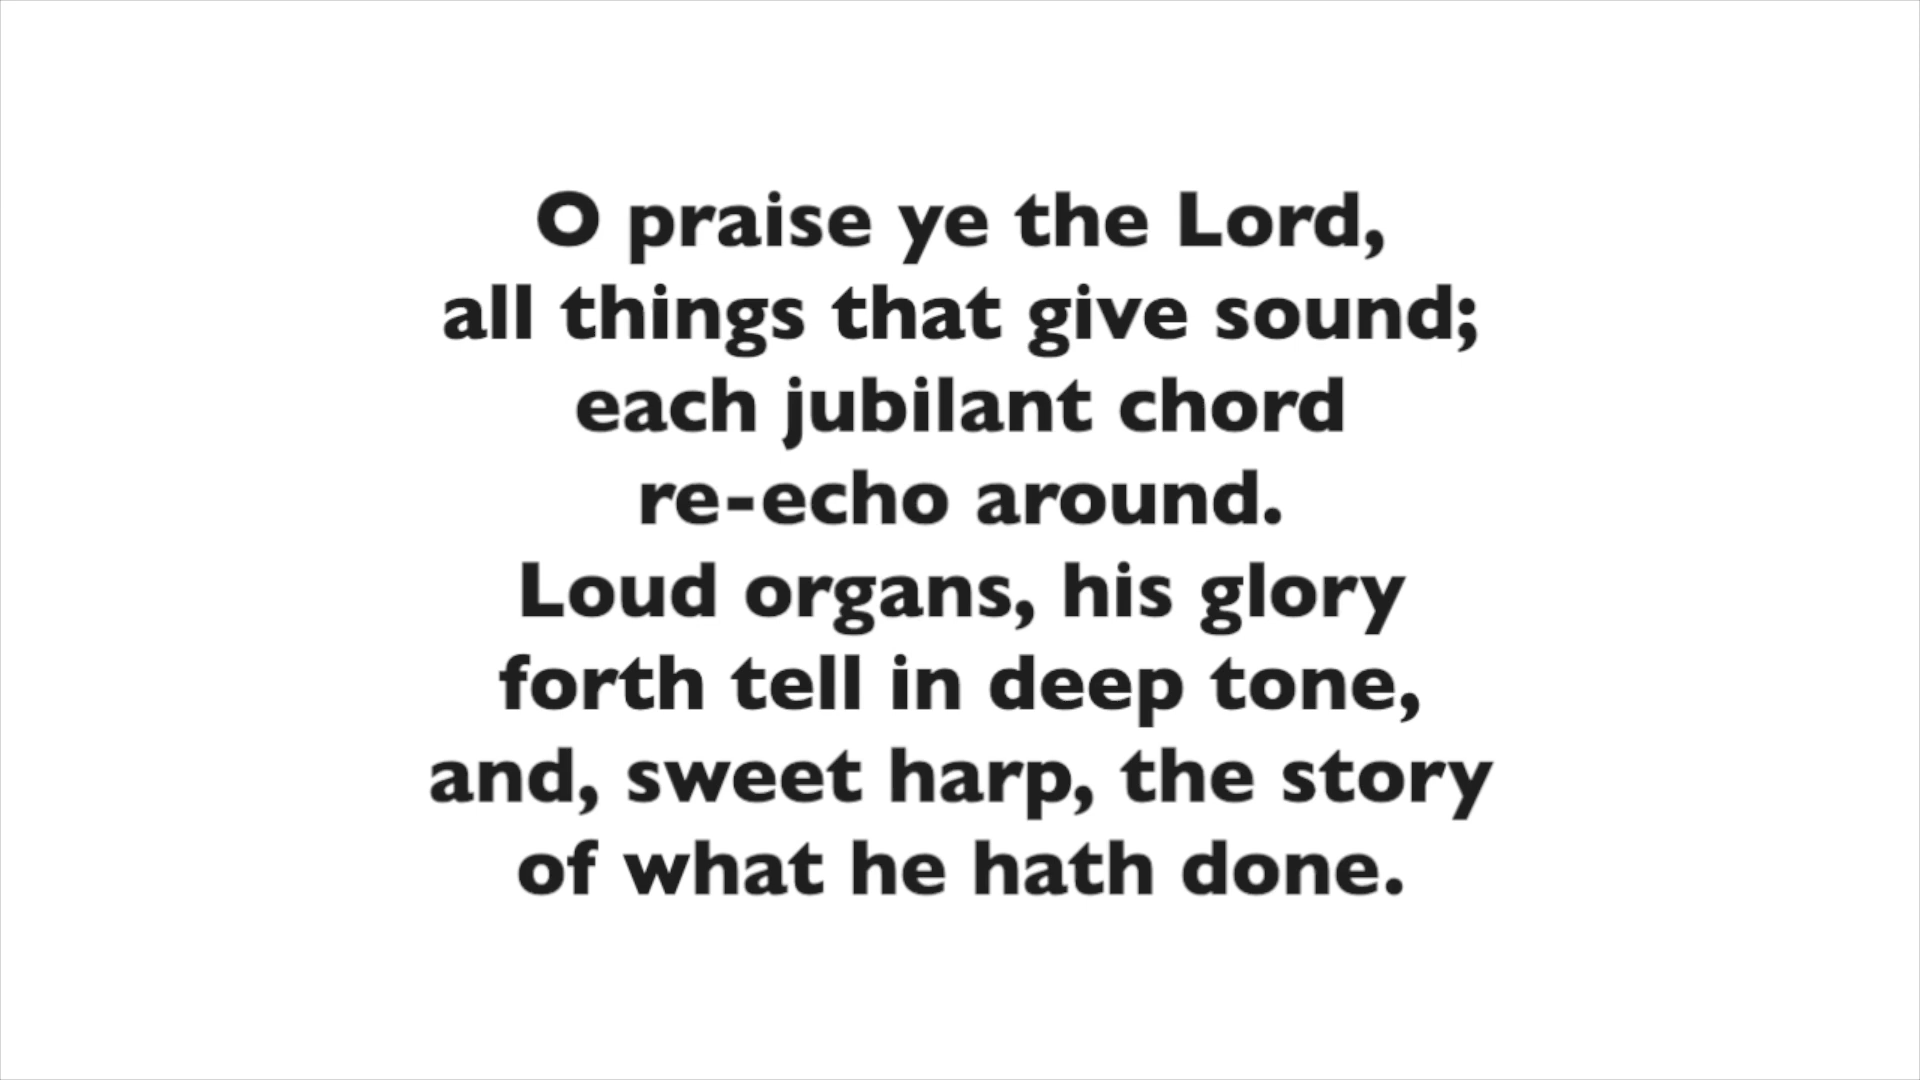 O praise ye the Lord,
all things that give sound;
each jubilant chord
re-echo around.
Loud organs, his glory
forth tell in deep tone,
and, sweet harp, the story
of what he hath done.